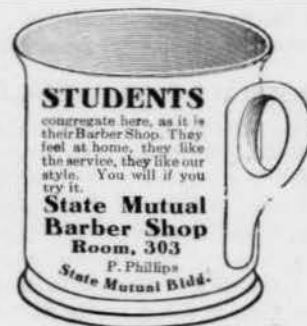 STUDENTS
congregate here, as it is
their Barber Shop. They
feel at home, they like
the service, they like our
style. You will if you
try it.
State Mutual
Barber Shop
Room, 303
P. Phillips
State Mutual Bldg.